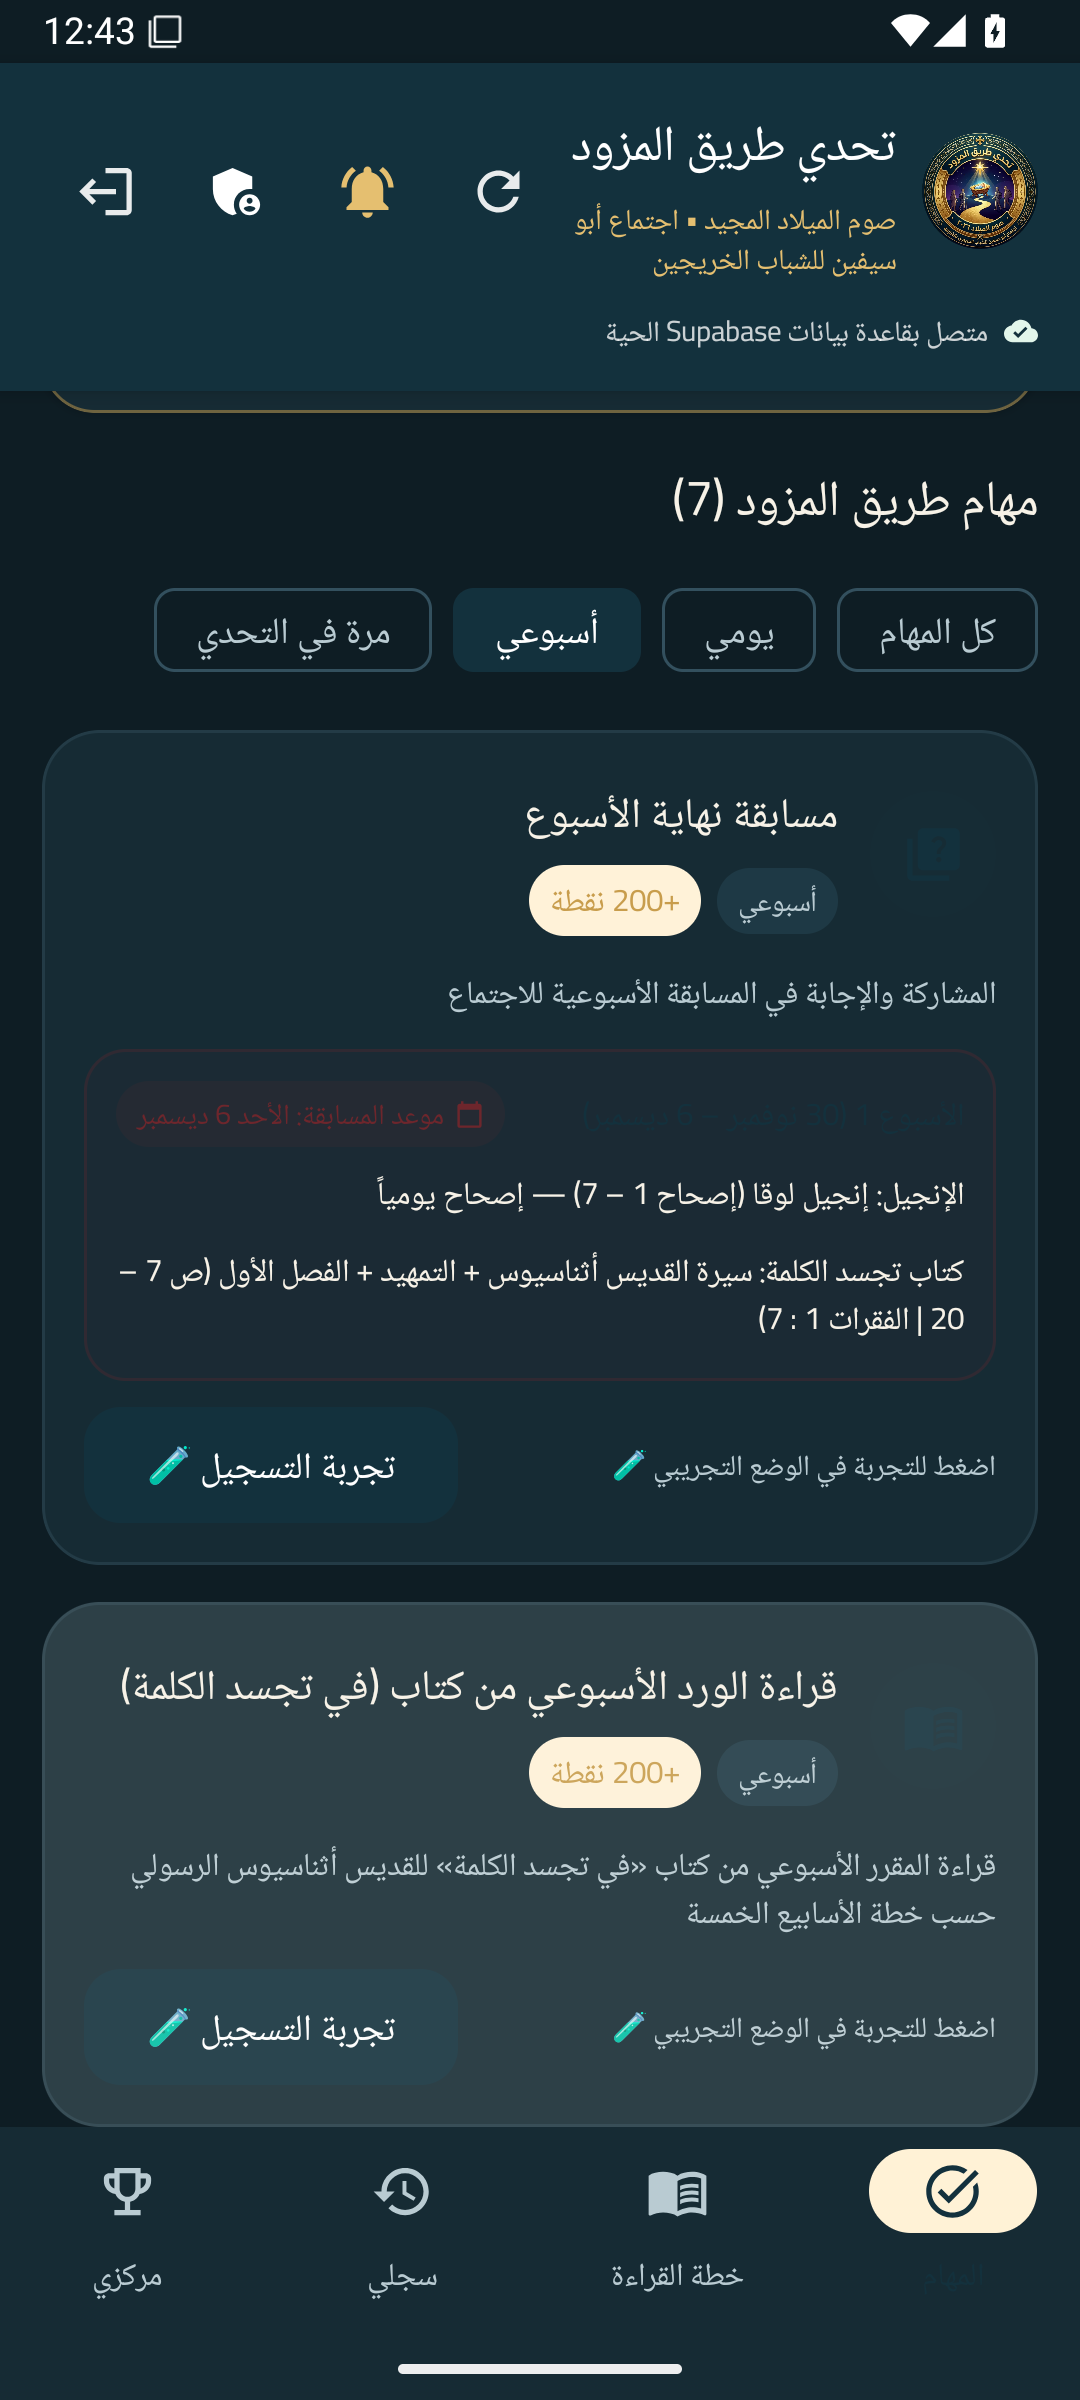 12:43
تحدي طريق المزود
صوم الميلاد المجيد • اجتماع أبو
سيفين للشباب الخريجين
متصل بقاعدة بيانات Supabase الحية
مهام طريق المزود (7)
كل المهام
يومي
أسبوعي
مرة في التحدي
مسابقة نهاية الأسبوع
أسبوعي
+200 نقطة
المشاركة والإجابة في المسابقة الأسبوعية للاجتماع
موعد المسابقة: الأحد 6 ديسمبر
الإنجيل: إنجيل لوقا (إصحاح 1 – 7) — إصحاح يومياً
كتاب تجسد الكلمة: سيرة القديس أثناسيوس + التمهيد + الفصل الأول (ص 7 –
20 | الفقرات 1 : 7)
اضغط للتجربة في الوضع التجريبي 🧪
تجربة التسجيل 🧪
قراءة الورد الأسبوعي من كتاب (في تجسد الكلمة)
أسبوعي
+200 نقطة
قراءة المقرر الأسبوعي من كتاب «في تجسد الكلمة» للقديس أثناسيوس الرسولي
حسب خطة الأسابيع الخمسة
اضغط للتجربة في الوضع التجريبي 🧪
تجربة التسجيل 🧪
المهام
خطة القراءة
سجلي
مركزي